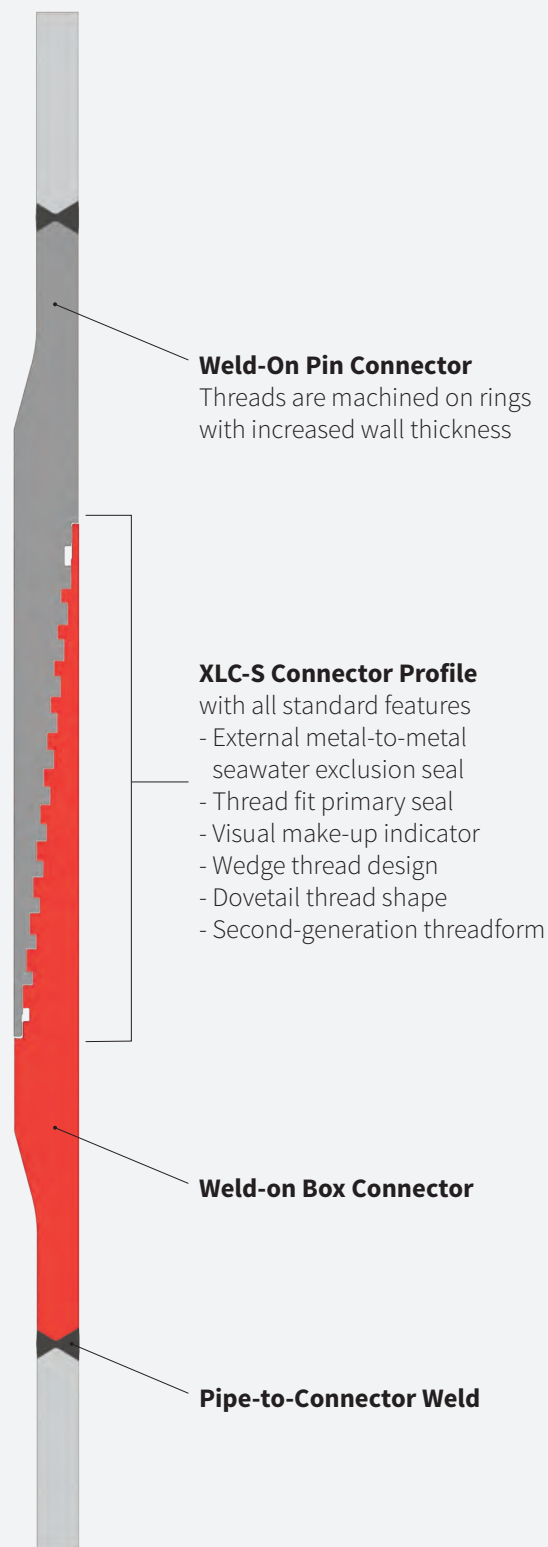 Weld-On Pin Connector
Threads are machined on rings
with increased wall thickness
XLC-S Connector Profile
with all standard features
- External metal-to-metal
seawater exclusion seal
- Thread fit primary seal
- Visual make-up indicator
- Wedge thread design
- Dovetail thread shape
- Second-generation threadform
Weld-on Box Connector
Pipe-to-Connector Weld